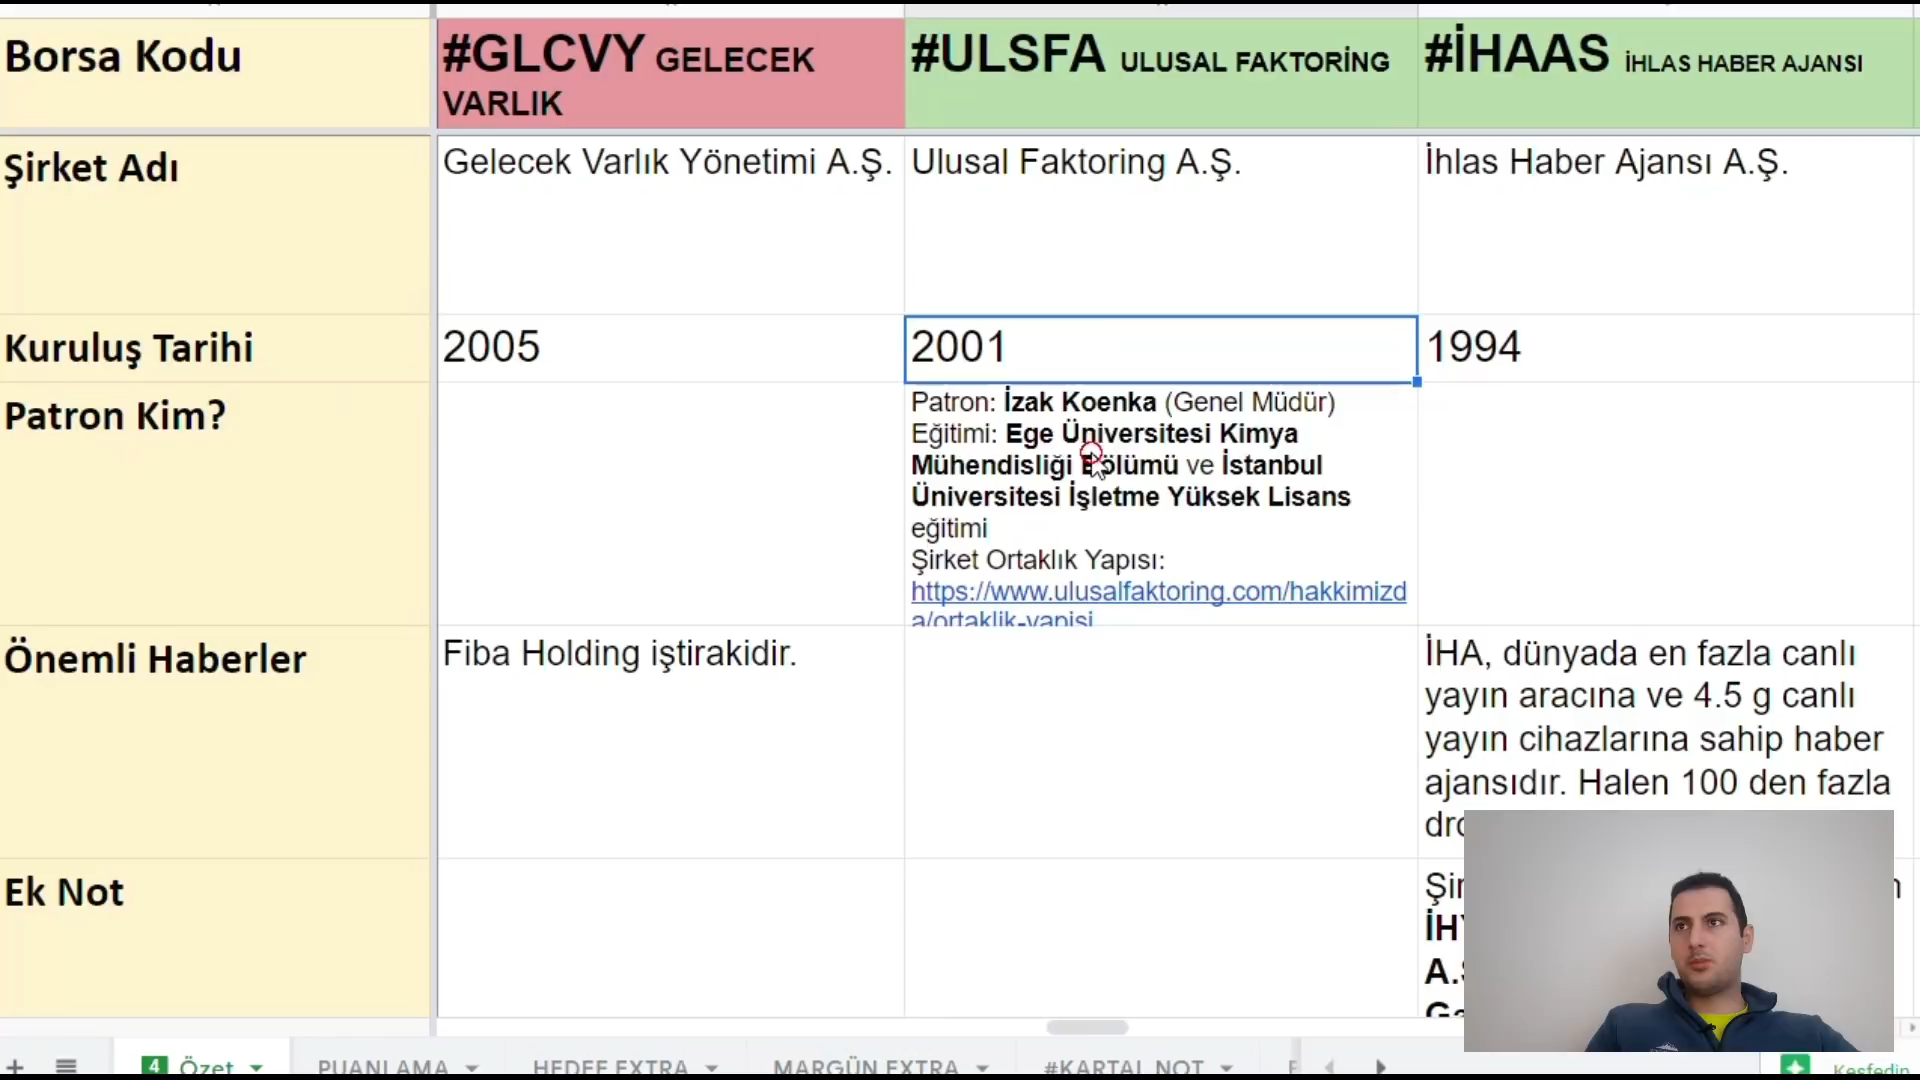 Borsa Kodu
#GLCVY GELECEK
VARLIK
#ULSFA ULUSAL FAKTORİNG
#İHAAS İHLAS HABER AJANSI
Şirket Adı
Gelecek Varlık Yönetimi A.Ş.
Ulusal Faktoring A.Ş.
İhlas Haber Ajansı A.Ş.
Kuruluş Tarihi
2005
2001
1994
Patron Kim?
Patron: İzak Koenka (Genel Müdür)
Eğitimi: Ege Üniversitesi Kimya
Mühendisliği Bölümü ve İstanbul
Üniversitesi İşletme Yüksek Lisans
eğitimi
Şirket Ortaklık Yapısı:
https://www.ulusalfaktoring.com/hakkimizd
a/ortaklik-yapisi
Önemli Haberler
Fiba Holding iştirakidir.
İHA, dünyada en fazla canlı
yayın aracına ve 4.5 g canlı
yayın cihazlarına sahip haber
ajansıdır. Halen 100 den fazla
Ek Not
4 Özet
PUANLAMA
HEDEF EXTRA
MARGÜN EXTRA
#KARTAL NOT
Keşfedin